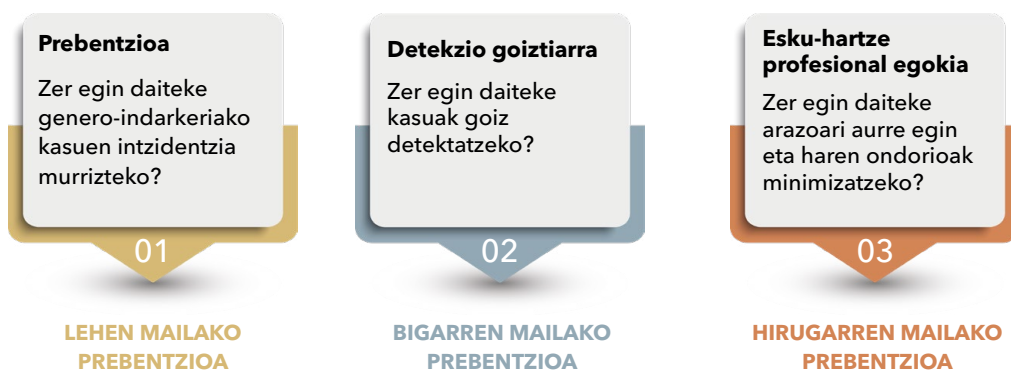 Prebentzioa
Zer egin daiteke
genero-indarkeriako
kasuen intzidentzia
murrizteko?
01
LEHEN MAILAKO
PREBENTZIOA
Detekzio goiztiarra
Zer egin daiteke
kasuak goiz
detektatzeko?
02
BIGARREN MAILAKO
PREBENTZIOA
Esku-hartze
profesional egokia
Zer egin daiteke
arazoari aurre egin
eta haren ondorioak
minimizatzeko?
03
HIRUGARREN MAILAKO
PREBENTZIOA